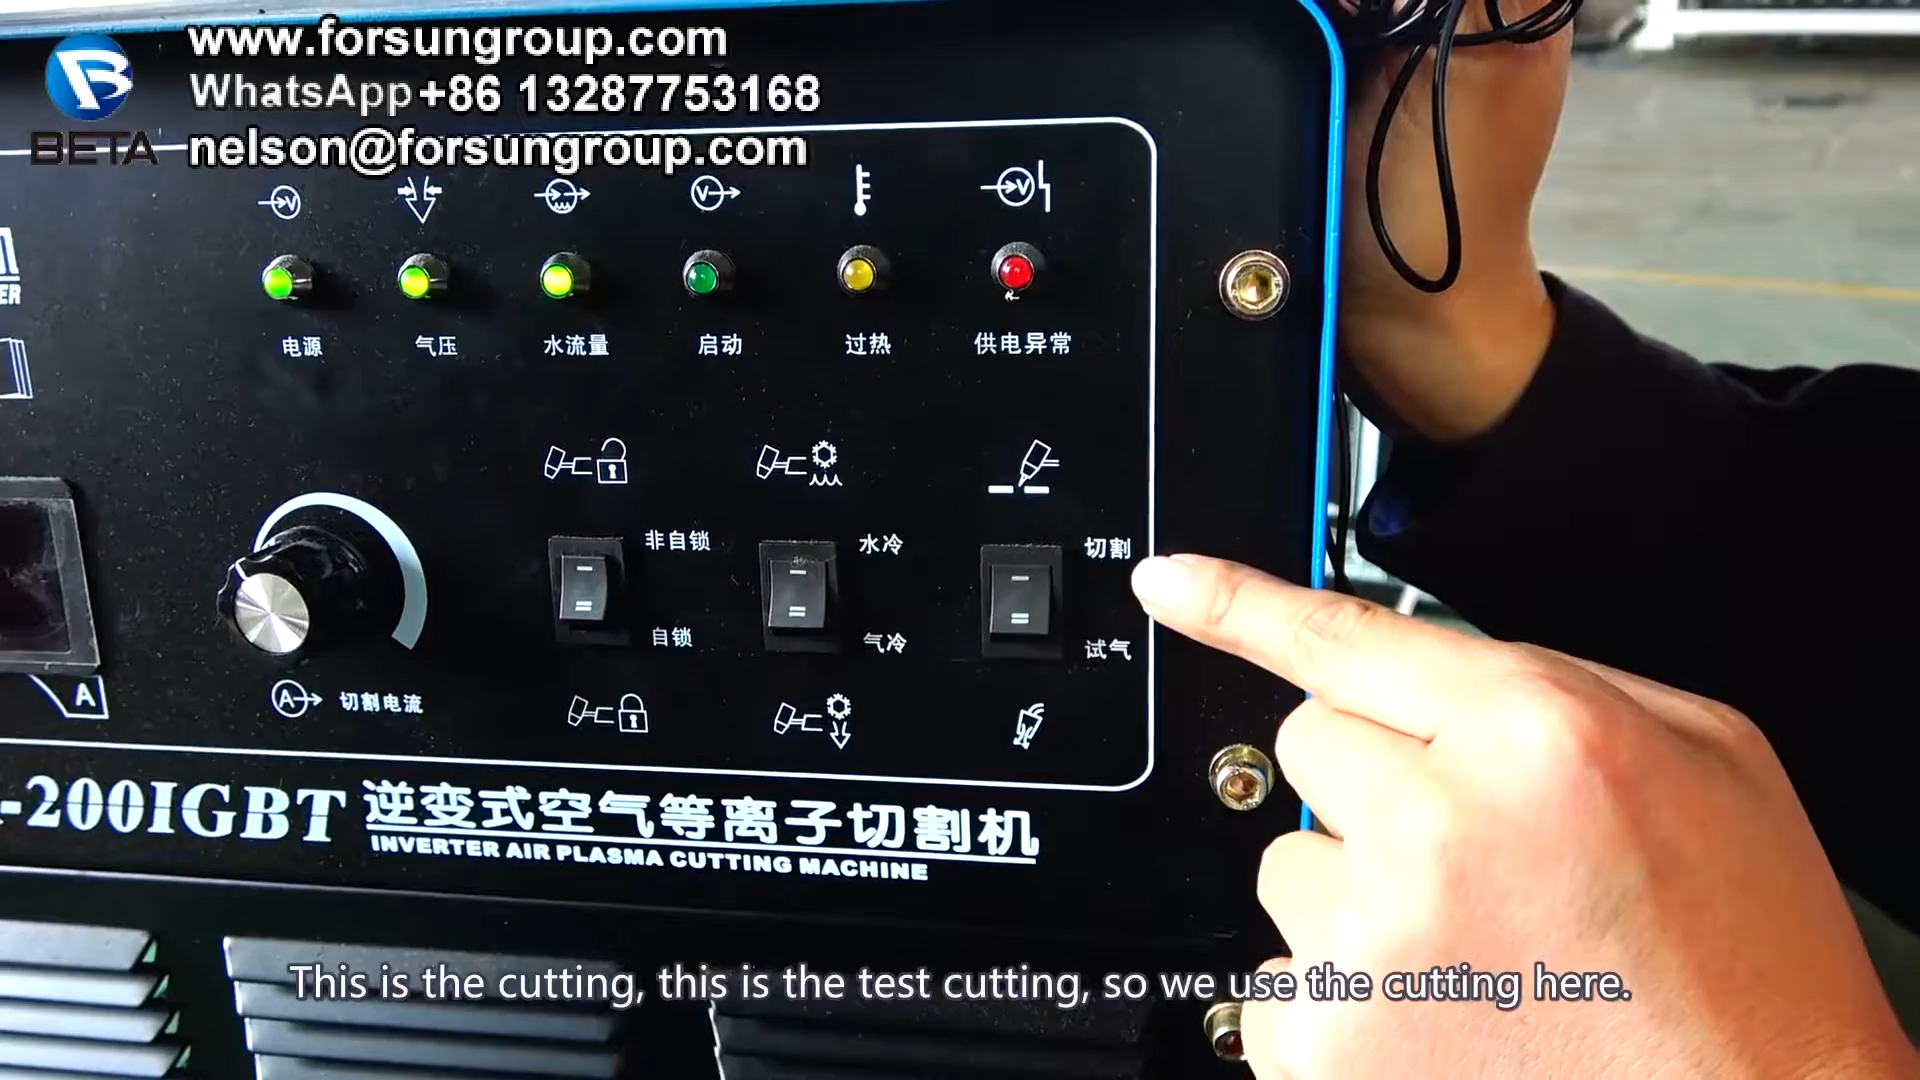 www.forsungroup.com
WhatsApp+86 13287753168
BETA
nelson@forsungroup.com
电源
气压
水流量
启动
过热
供电异常
非自锁
水冷
切割
自锁
气冷
试气
A
A
切割电流
-200IGBT 逆变式空气等离子切割机
INVERTER AIR PLASMA CUTTING MACHINE
This is the cutting, this is the test cutting, so we use the cutting here.